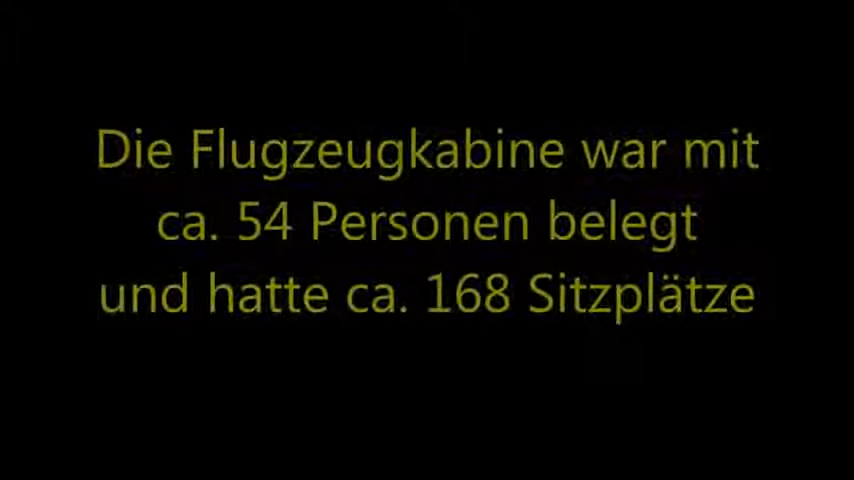 Die Flugzeugkabine war mit
ca. 54 Personen belegt
und hatte ca. 168 Sitzplätze